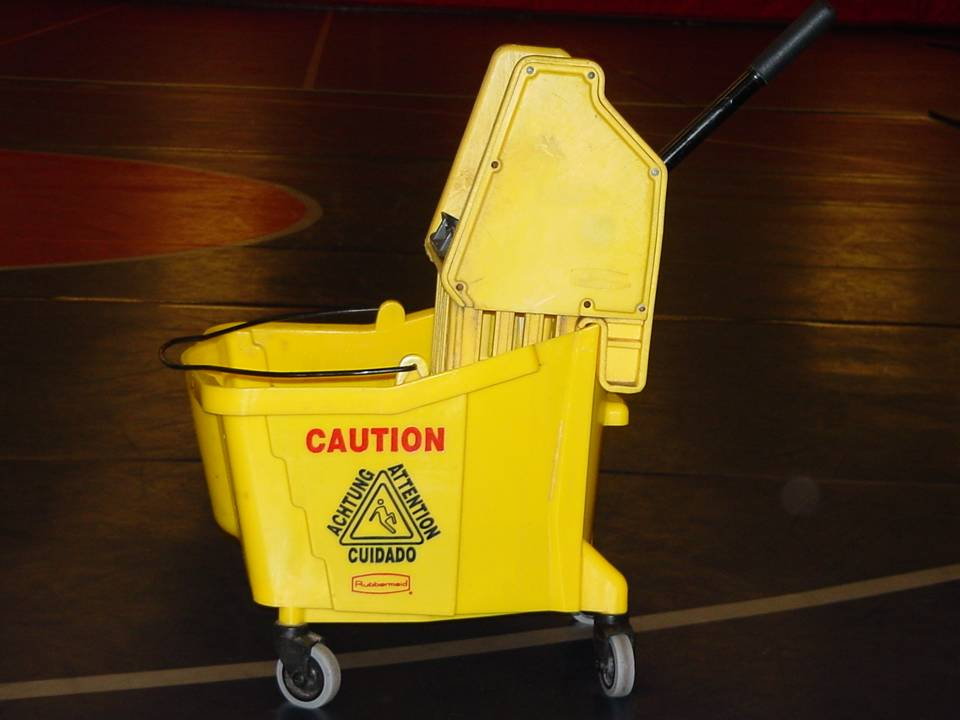 CAUTION
ACHTUNG
ATTENTION
CUIDADO
Rubbermaid